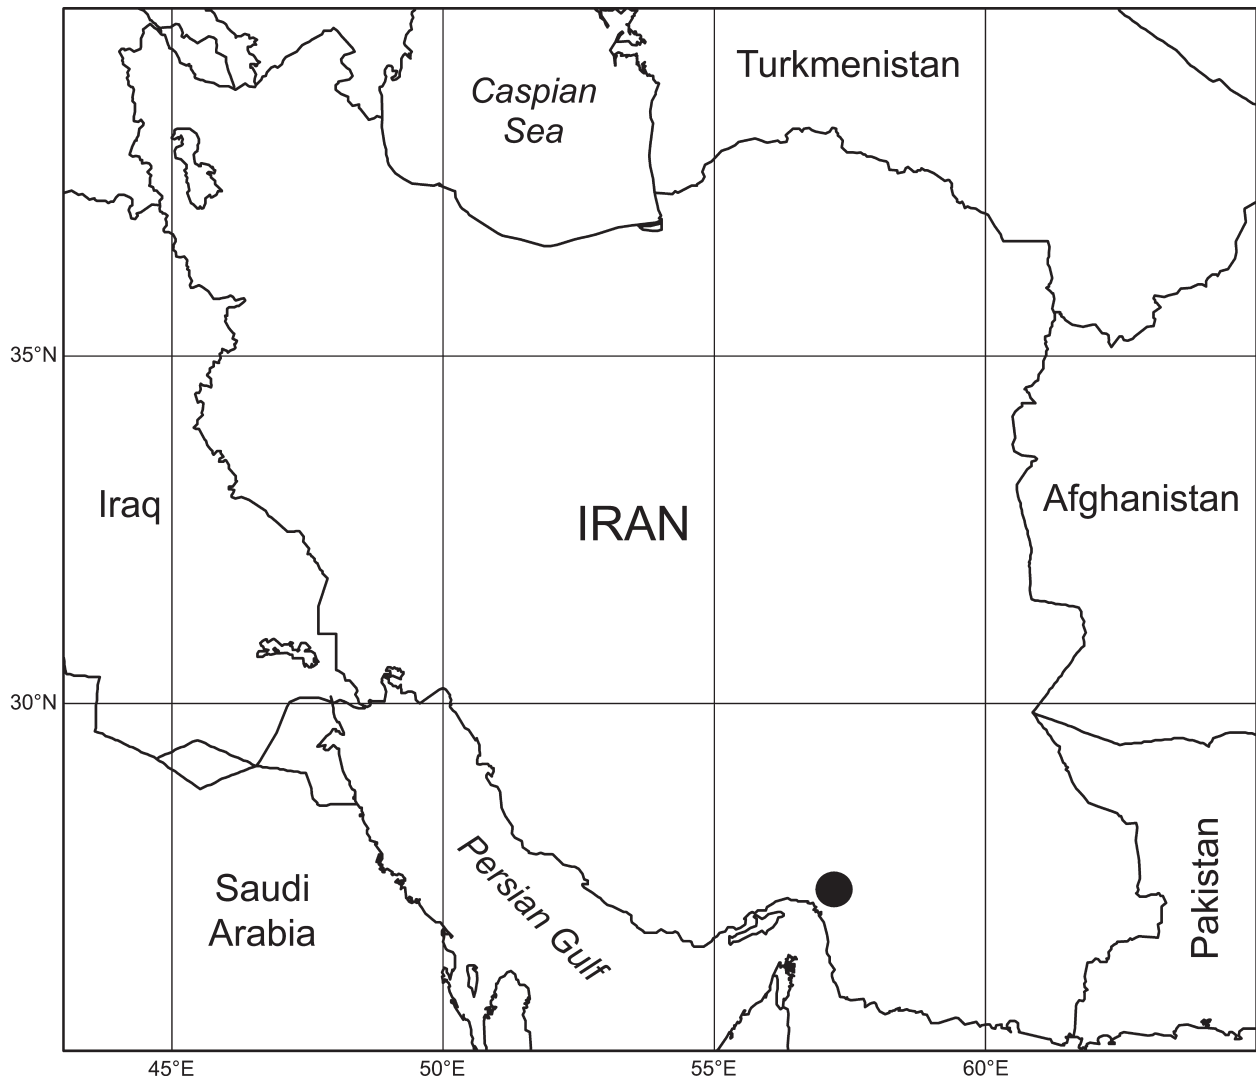 Turkmenistan
Caspian
Sea
35°N
Iraq
IRAN
Afghanistan
30°N
Persian Gulf
Saudi
Arabia
Pakistan
45°E
50°E
55°E
60°E